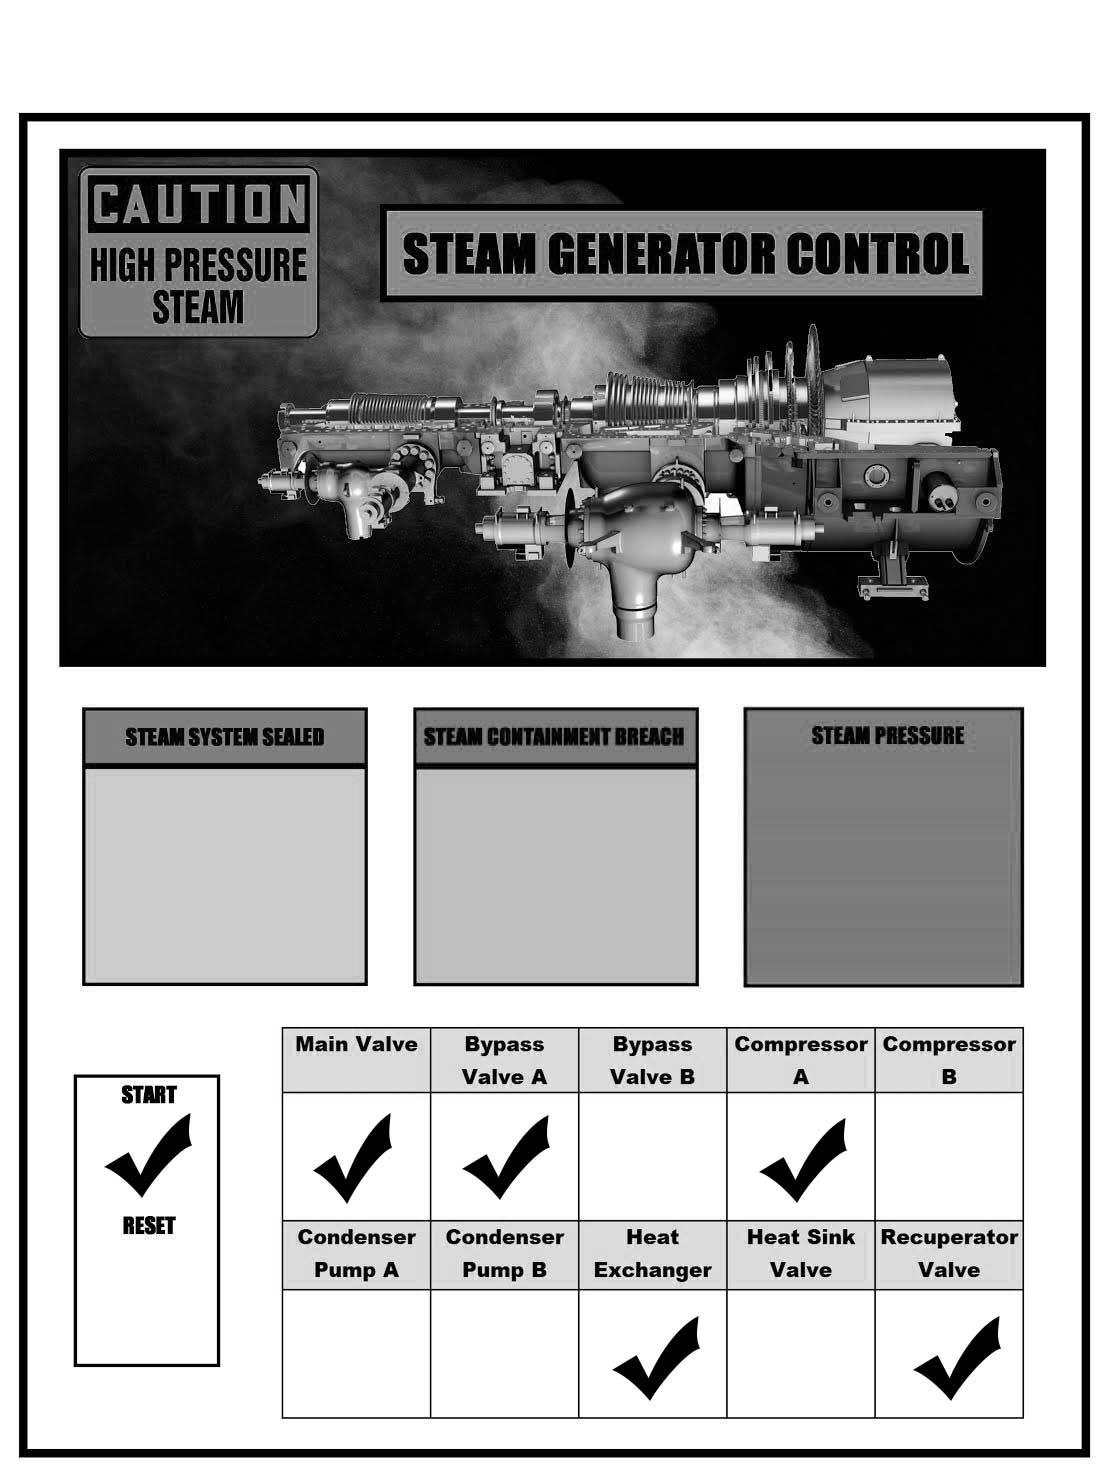 CAUTION
HIGH PRESSURE
STEAM
STEAM GENERATOR CONTROL
STEAM SYSTEM SEALED
STEAM CONTAINMENT BREACH
STEAM PRESSURE
START
RESET
Main Valve
Bypass
Valve A
Bypass
Valve B
Compressor
A
Compressor
B
Condenser
Pump A
Condenser
Pump B
Heat
Exchanger
Heat Sink
Valve
Recuperator
Valve